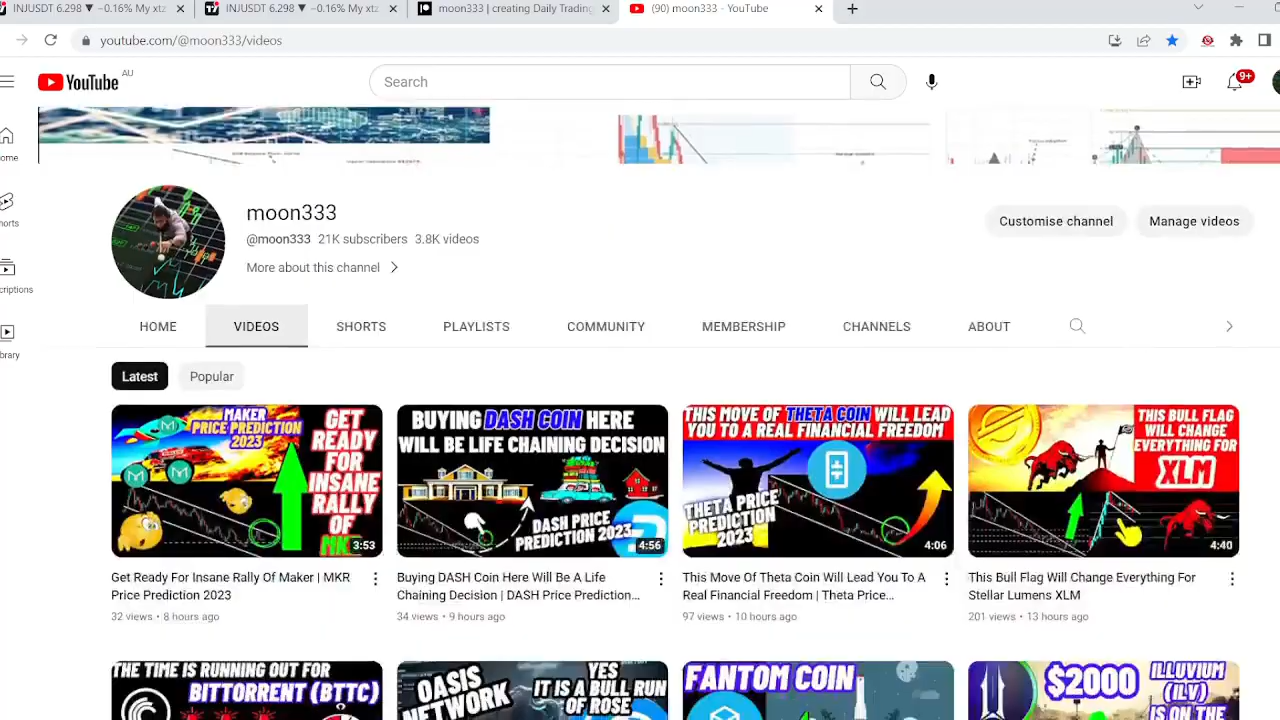 INJUSDT 6.298 ▼ −0.16% My xtz
INJUSDT 6.298 ▼ −0.16% My xtz
moon333 | creating Daily Trading
(90) moon333 - YouTube
youtube.com/@moon333/videos
YouTube AU
Search
9+
ome
horts
criptions
brary
moon333
@moon333 21K subscribers 3.8K videos
More about this channel
Customise channel
Manage videos
HOME
VIDEOS
SHORTS
PLAYLISTS
COMMUNITY
MEMBERSHIP
CHANNELS
ABOUT
Latest
Popular
MAKER
PRICE PREDICTION
2023
GET
READY
FOR
INSANE
RALLY
OF
MK
3:53
BUYING DASH COIN HERE
WILL BE LIFE CHAINING DECISION
DASH PRICE
PREDICTION 2023
4:56
THIS MOVE OF THETA COIN WILL LEAD
YOU TO A REAL FINANCIAL FREEDOM
THETA PRICE
PREDICTION
2023
4:06
THIS BULL FLAG
WILL CHANGE
EVERYTHING FOR
XLM
4:40
Get Ready For Insane Rally Of Maker | MKR
Price Prediction 2023
32 views • 8 hours ago
Buying DASH Coin Here Will Be A Life
Chaining Decision | DASH Price Prediction...
34 views • 9 hours ago
This Move Of Theta Coin Will Lead You To A
Real Financial Freedom | Theta Price...
97 views • 10 hours ago
This Bull Flag Will Change Everything For
Stellar Lumens XLM
201 views • 13 hours ago
THE TIME IS RUNNING OUT FOR
BITTORRENT (BTTC)
OASIS
NETWORK
YES
IT IS A BULL RUN
OF ROSE
FANTOM COIN
$2000
ILLUVIUM
(ILV)
IS ON THE